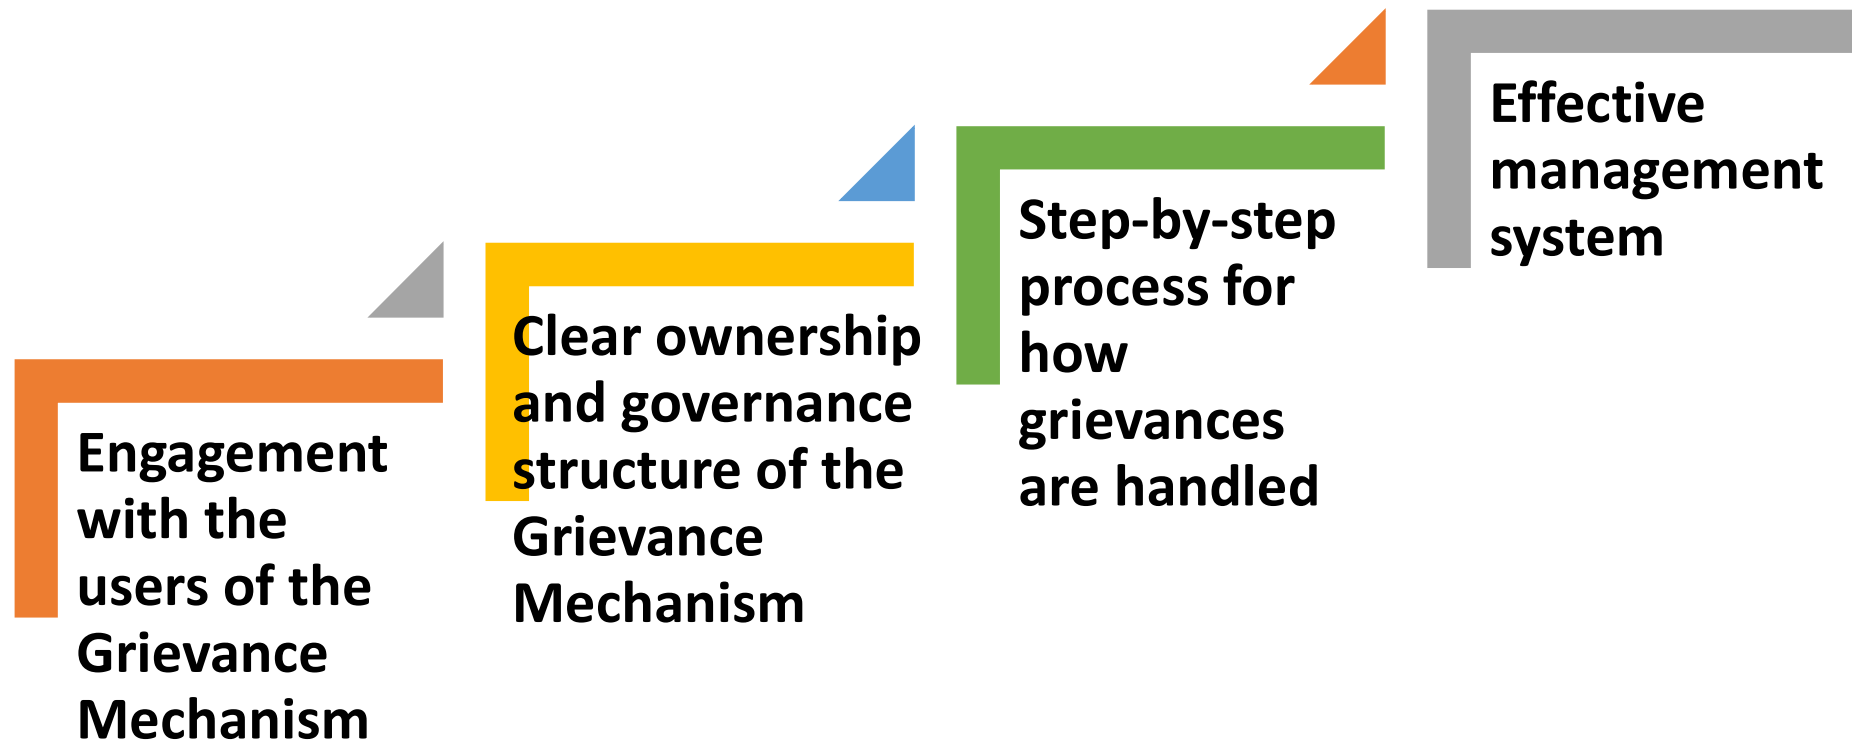 Engagement
with the
users of the
Grievance
Mechanism
Clear ownership
and governance
structure of the
Grievance
Mechanism
Step-by-step
process for
how
grievances
are handled
Effective
management
system